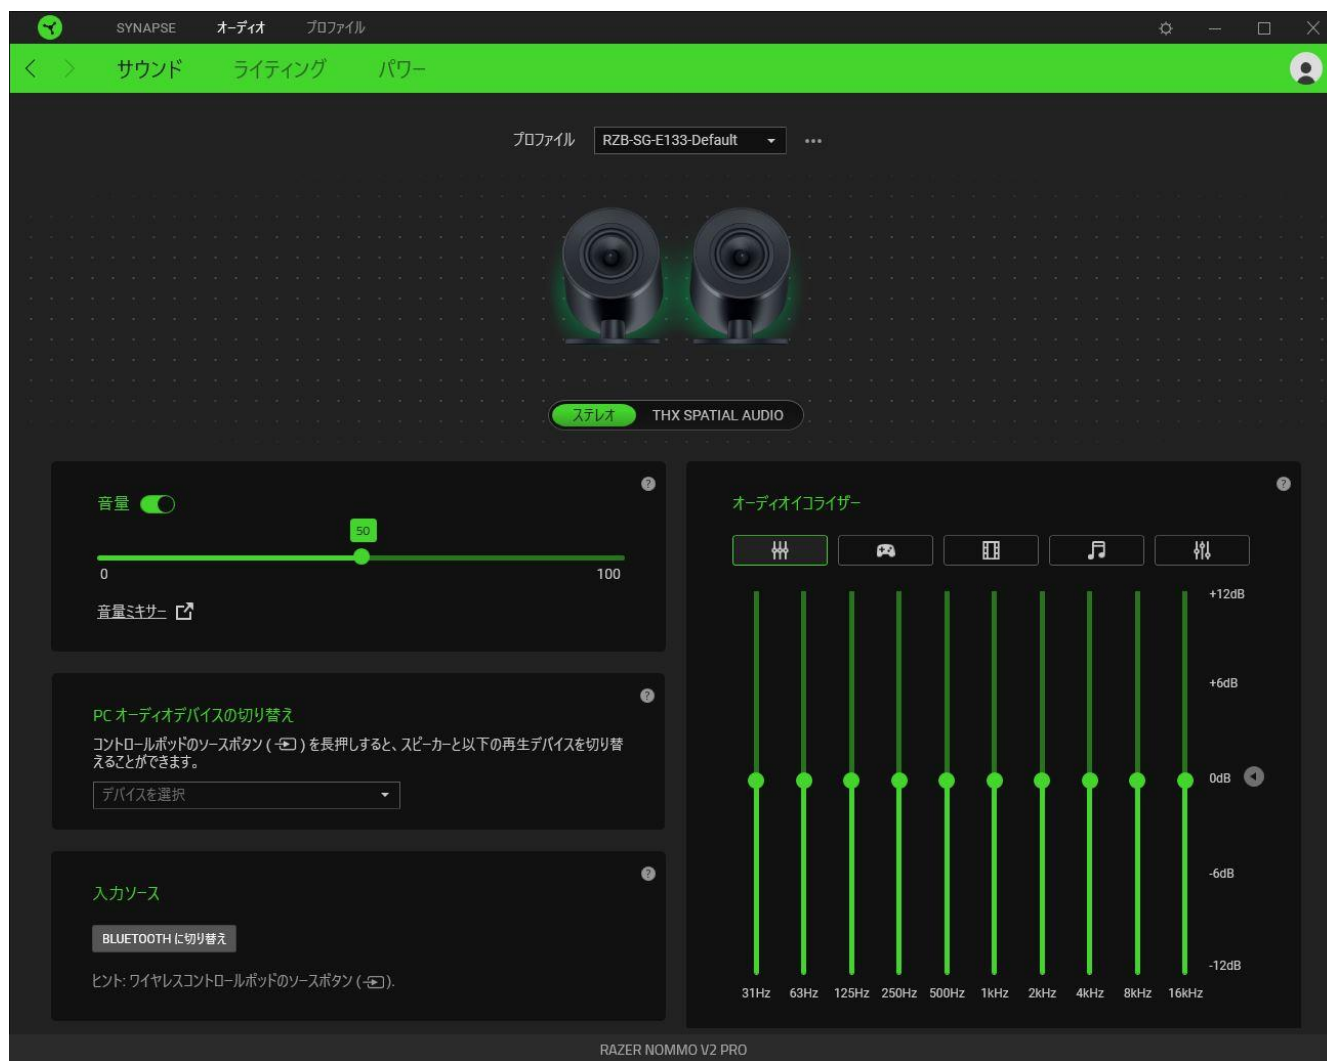 SYNAPSE オーディオ プロファイル
サウンド ライティング パワー
プロファイル RZB-SG-E133-Default
ステレオ THX SPATIAL AUDIO
音量
50
0 100
音量ミキサー
PC オーディオデバイスの切り替え
コントロールポッドのソースボタン ( ) を長押しすると、スピーカーと以下の再生デバイスを切り替
えることができます。
デバイスを選択
入力ソース
BLUETOOTH に切り替え
ヒント: ワイヤレスコントロールポッドのソースボタン ( ).
オーディオイコライザー
+12dB
+6dB
0dB
-6dB
-12dB
31Hz 63Hz 125Hz 250Hz 500Hz 1kHz 2kHz 4kHz 8kHz 16kHz
RAZER NOMMO V2 PRO